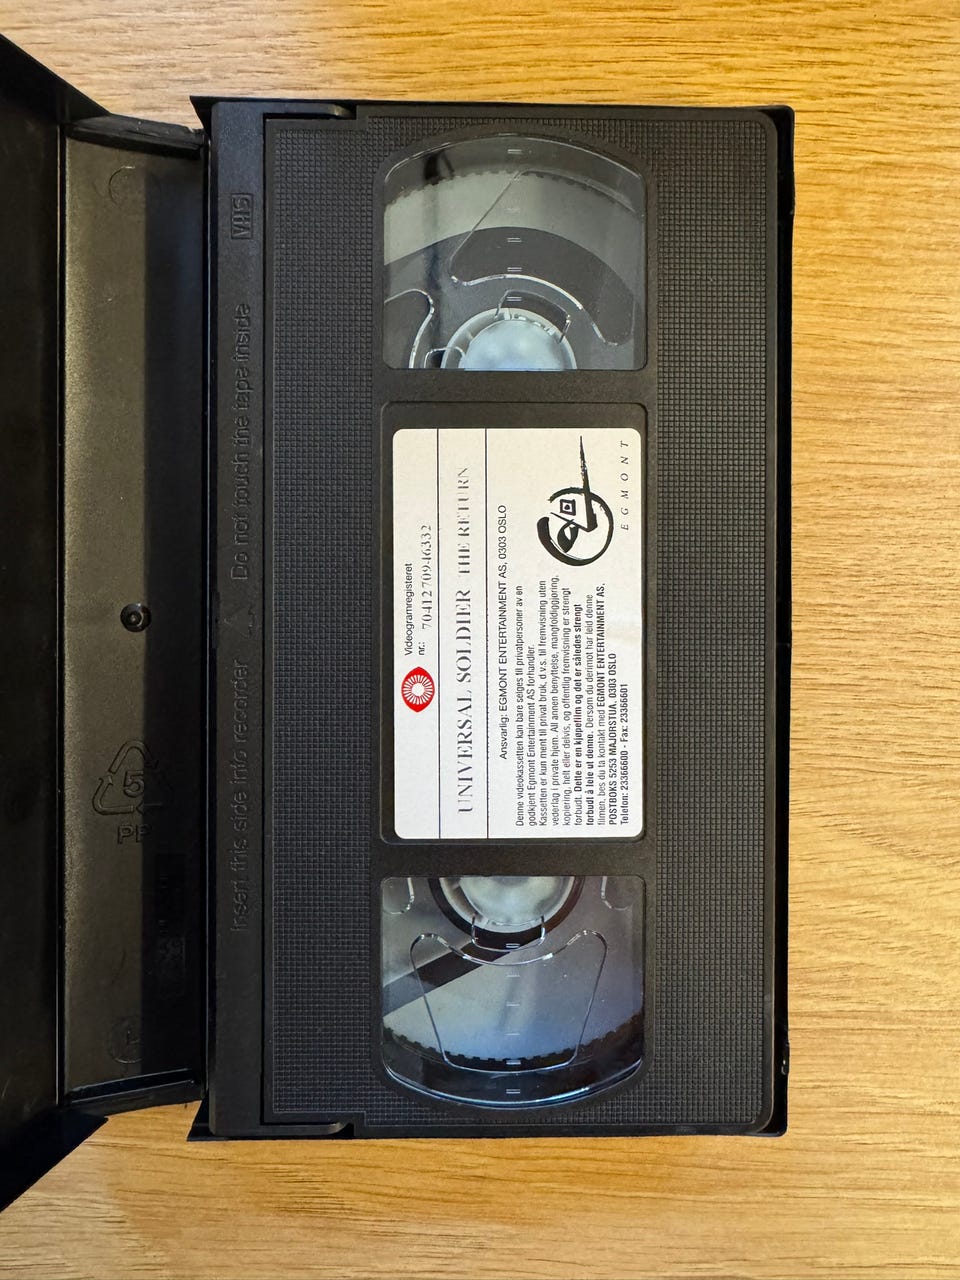 VHS
Insert this side into recorder
Do not touch the tape inside
5
PP
Videogramregisteret
nr.: 7041270946332
UNIVERSAL SOLDIER THE RETURN
Ansvarlig: EGMONT ENTERTAINMENT AS, 0303 OSLO
Denne videokassetten kan bare selges til privatpersoner av en
godkjent Egmont Entertainment AS forhandler.
Kassetten er kun ment til privat bruk, d.v.s. til fremvisning uten
vederlag i private hjem. All annen benyttelse, mangfoldiggjøring,
kopiering, helt eller delvis, og offentlig fremvisning er strengt
forbudt. Dette er en kjøpefilm og det er således strengt
forbudt å leie ut denne. Dersom du derimot har leid denne
filmen, bes du ta kontakt med EGMONT ENTERTAINMENT AS.
POSTBOKS 5253 MAJORSTUA, 0303 OSLO
Telefon: 23366600 - Fax: 23366601
EGMONT